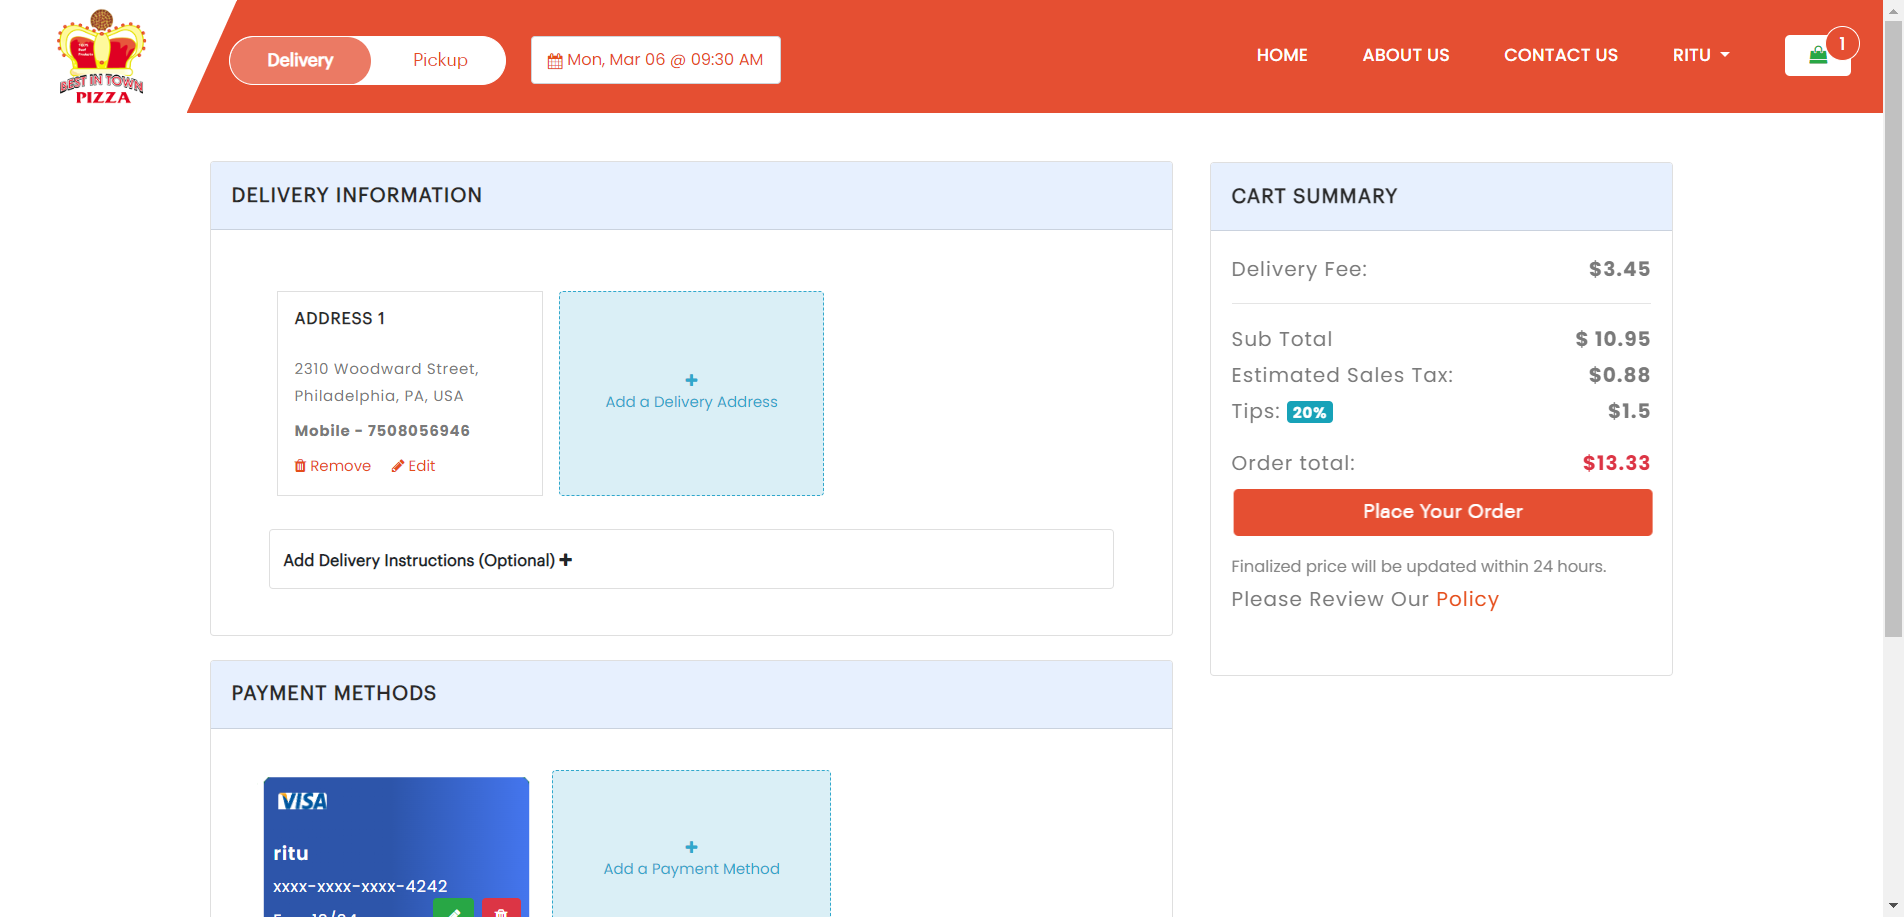 BEST IN TOWN
PIZZA
Delivery
Pickup
Mon, Mar 06 @ 09:30 AM
HOME
ABOUT US
CONTACT US
RITU
1
DELIVERY INFORMATION
ADDRESS 1
2310 Woodward Street,
Philadelphia, PA, USA
Mobile - 7508056946
Remove
Edit
+
Add a Delivery Address
Add Delivery Instructions (Optional) +
PAYMENT METHODS
VISA
ritu
xxxx-xxxx-xxxx-4242
+
Add a Payment Method
CART SUMMARY
Delivery Fee: $3.45
Sub Total $ 10.95
Estimated Sales Tax: $0.88
Tips: 20% $1.5
Order total: $13.33
Place Your Order
Finalized price will be updated within 24 hours.
Please Review Our Policy